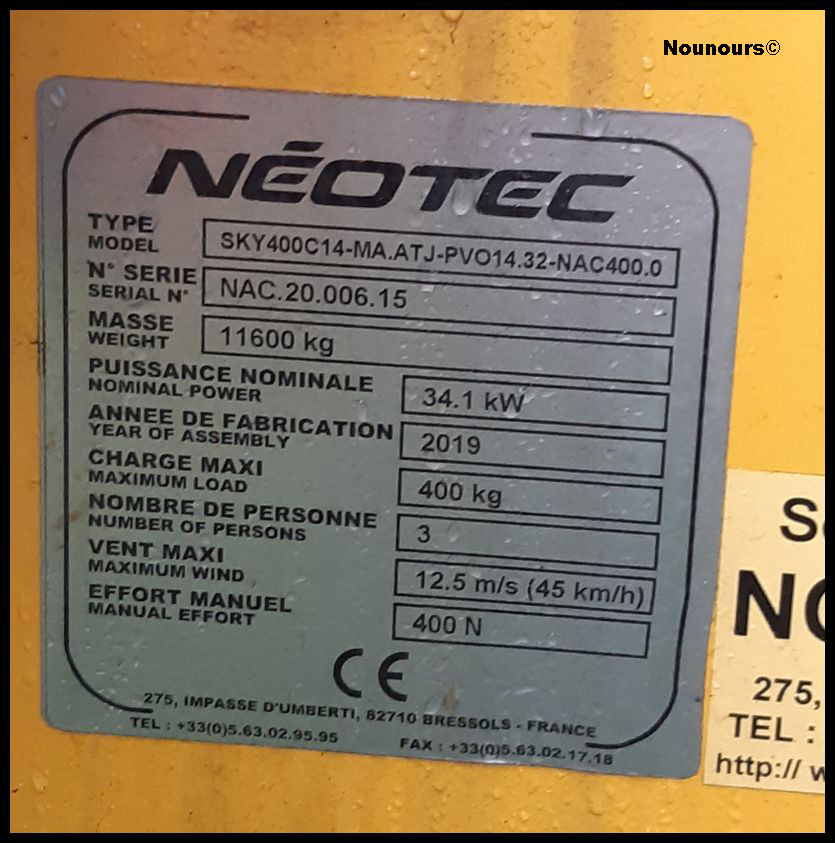 Nounours©
NÉOTEC
TYPE
MODEL
SKY400C14-MA.ATJ-PVO14.32-NAC400.0
N° SERIE
SERIAL N°
NAC.20.006.15
MASSE
WEIGHT
11600 kg
PUISSANCE NOMINALE
NOMINAL POWER
34.1 kW
ANNEE DE FABRICATION
YEAR OF ASSEMBLY
2019
CHARGE MAXI
MAXIMUM LOAD
400 kg
NOMBRE DE PERSONNE
NUMBER OF PERSONS
3
VENT MAXI
MAXIMUM WIND
12.5 m/s (45 km/h)
EFFORT MANUEL
MANUAL EFFORT
400 N
CE
275, IMPASSE D'UMBERTI, 82710 BRESSOLS - FRANCE
TEL : +33(0)5.63.02.95.95 FAX : +33(0)5.63.02.17.18
275,
TEL :
http://